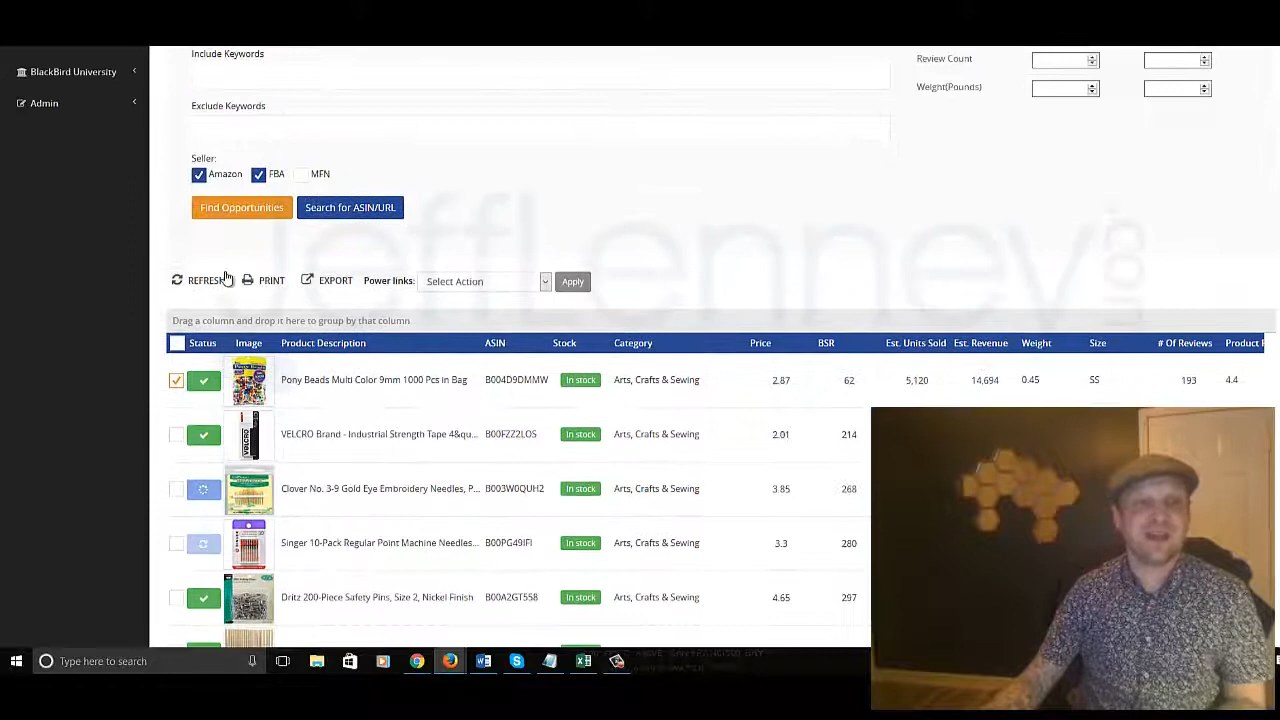 BlackBird University
Admin
Include Keywords
Exclude Keywords
Review Count
Weight(Pounds)
Seller:
Amazon FBA MFN
Find Opportunities Search for ASIN/URL
JeffLenney
REFRESH PRINT EXPORT Power links: Select Action Apply
Drag a column and drop it here to group by that column
Status Image Product Description ASIN Stock Category Price BSR Est. Units Sold Est. Revenue Weight Size # Of Reviews Product
Pony Beads Multi Color 9mm 1000 Pcs in Bag B004D9DMMW In stock Arts, Crafts & Sewing 2.87 62 5,120 14,694 0.45 SS 193 4.4
VELCRO Brand - Industrial Strength Tape 4&qu... B00FZZ2LOS In stock Arts, Crafts & Sewing 2.01 214
Clover No. 3-9 Gold Eye Embroidery Needles, P... B003W0QUH2 In stock Arts, Crafts & Sewing 3.85 268
Singer 10-Pack Regular Point Machine Needles... B00PG49IFI In stock Arts, Crafts & Sewing 3.3 280
Dritz 200-Piece Safety Pins, Size 2, Nickel Finish B00A2GT558 In stock Arts, Crafts & Sewing 4.65 297
Type here to search